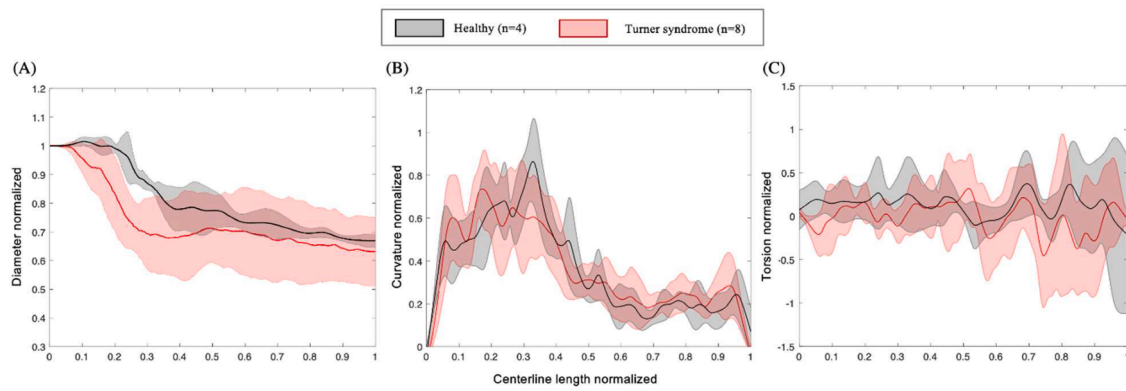 Healthy (n=4) Turner syndrome (n=8)
(A) (B) (C)
Diameter normalized
1.2
1.1
1
0.9
0.8
0.7
0.6
0.5
0.4
0.3
0 0.1 0.2 0.3 0.4 0.5 0.6 0.7 0.8 0.9 1
Curvature normalized
1.2
1
0.8
0.6
0.4
0.2
0
0 0.1 0.2 0.3 0.4 0.5 0.6 0.7 0.8 0.9 1
Torsion normalized
1.5
1
0.5
0
-0.5
-1
-1.5
0 0.1 0.2 0.3 0.4 0.5 0.6 0.7 0.8 0.9 1
Centerline length normalized